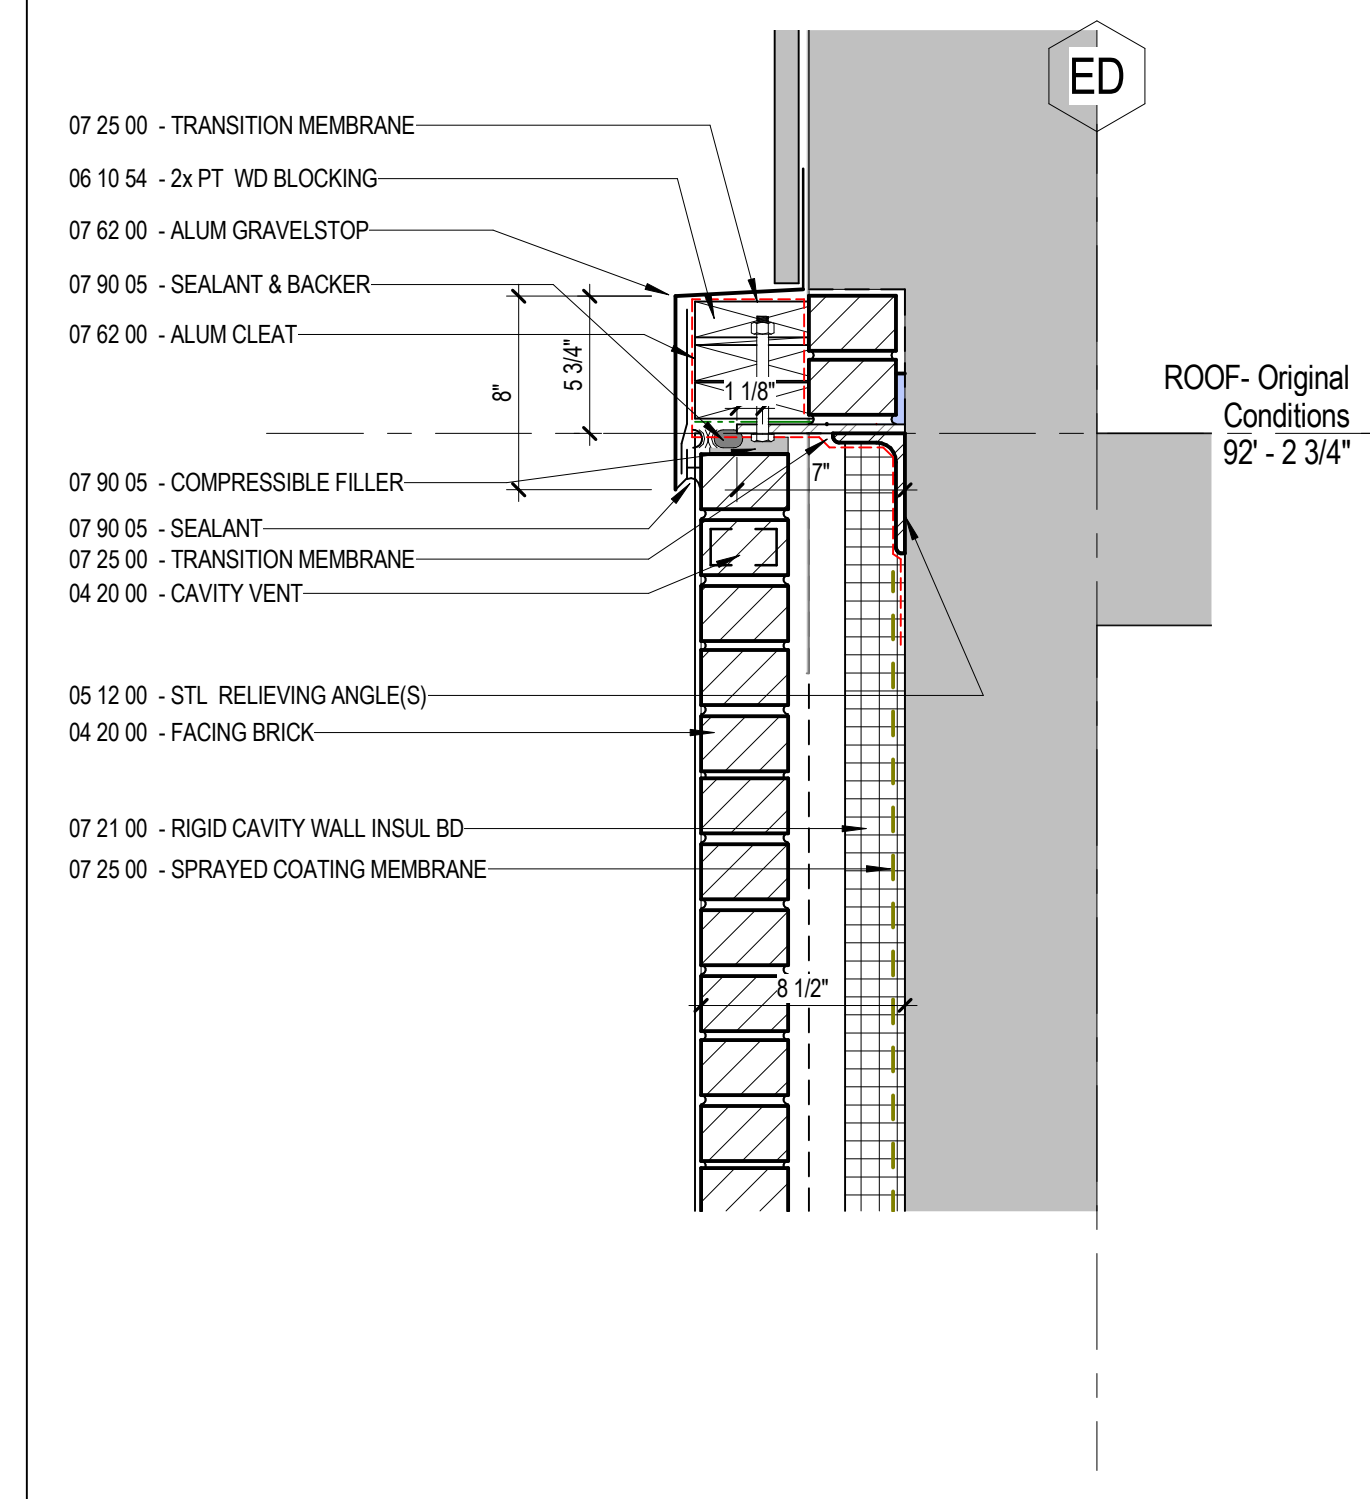 ED
07 25 00 - TRANSITION MEMBRANE
06 10 54 - 2x PT WD BLOCKING
07 62 00 - ALUM GRAVELSTOP
07 90 05 - SEALANT & BACKER
07 62 00 - ALUM CLEAT
8"
5 3/4"
1 1/8"
ROOF- Original
Conditions
92' - 2 3/4"
7"
07 90 05 - COMPRESSIBLE FILLER
07 90 05 - SEALANT
07 25 00 - TRANSITION MEMBRANE
04 20 00 - CAVITY VENT
05 12 00 - STL RELIEVING ANGLE(S)
04 20 00 - FACING BRICK
07 21 00 - RIGID CAVITY WALL INSUL BD
07 25 00 - SPRAYED COATING MEMBRANE
8 1/2"